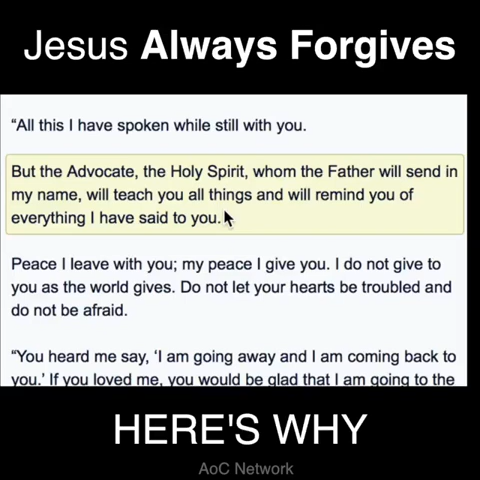 Jesus Always Forgives
“All this I have spoken while still with you.
But the Advocate, the Holy Spirit, whom the Father will send in
my name, will teach you all things and will remind you of
everything I have said to you.
Peace I leave with you; my peace I give you. I do not give to
you as the world gives. Do not let your hearts be troubled and
do not be afraid.
“You heard me say, ‘I am going away and I am coming back to
you.’ If you loved me, you would be glad that I am going to the
HERE'S WHY
AoC Network